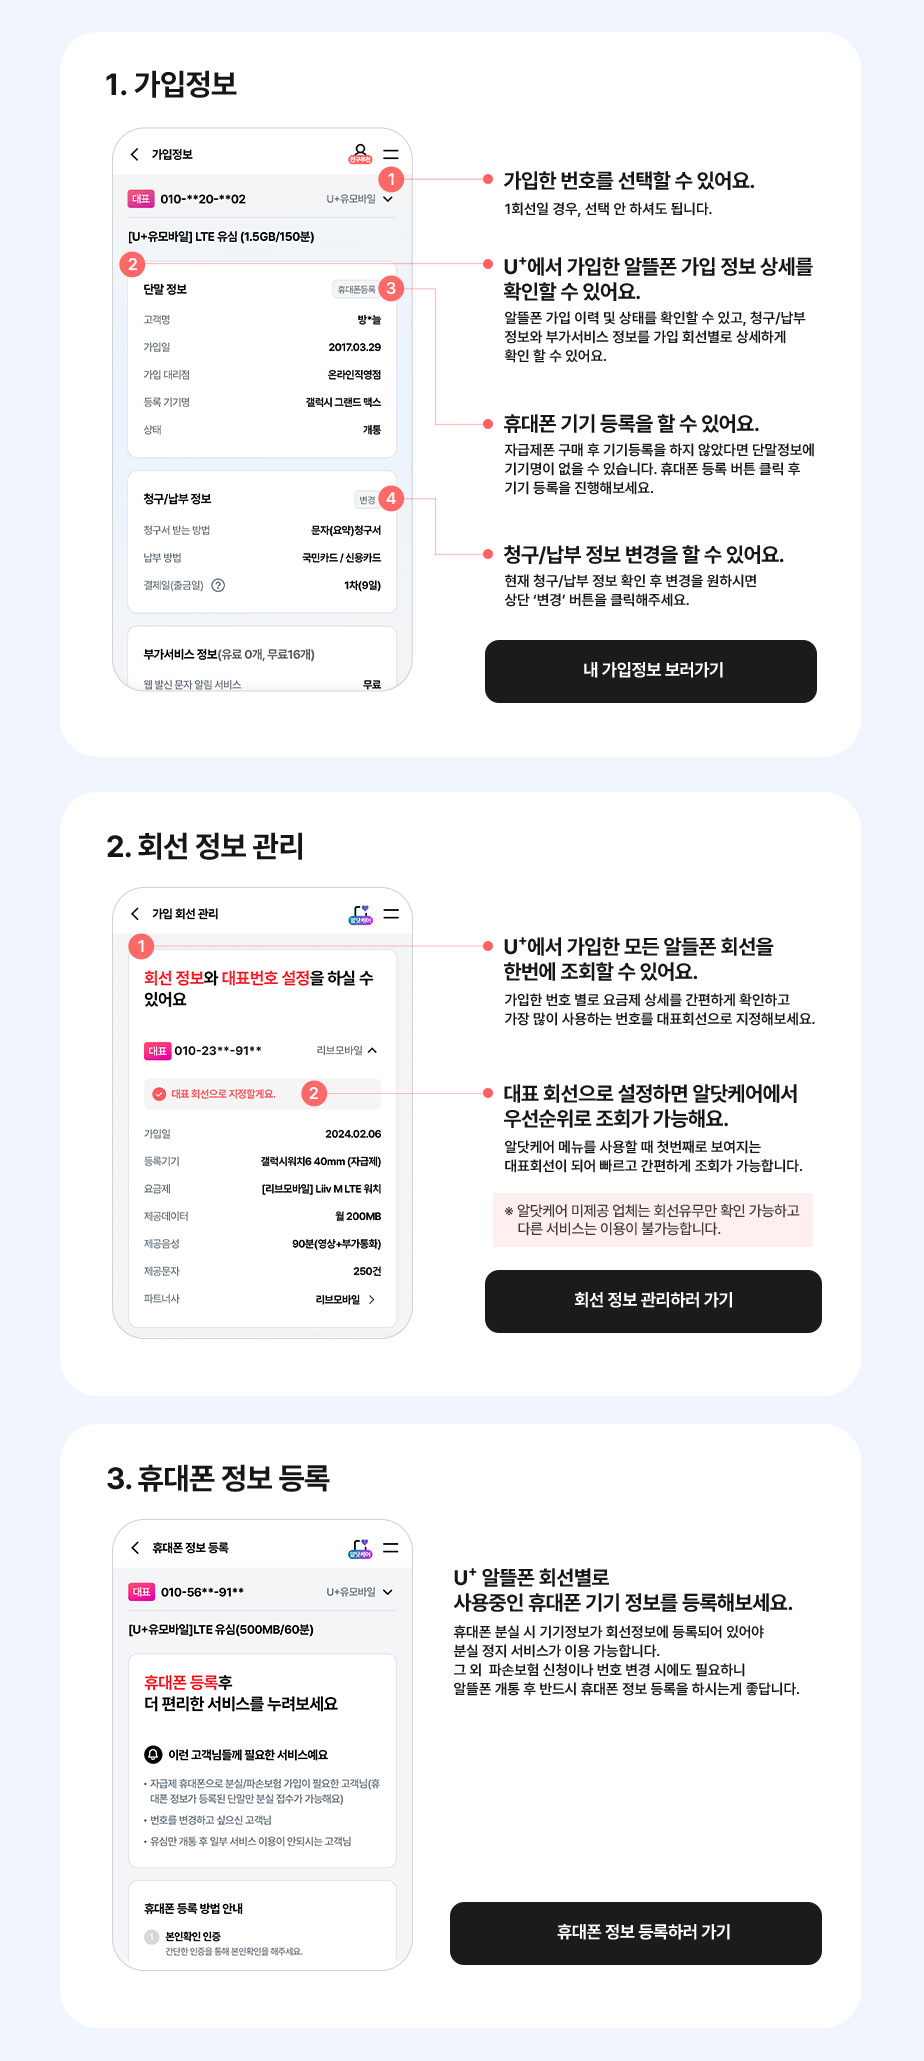 1. 가입정보
가입정보
친구추천
1
대표 010-**20-**02 U+유모바일
[U+유모바일] LTE 유심 (1.5GB/150분)
2
단말 정보 휴대폰등록 3
고객명 방*늘
가입일 2017.03.29
가입 대리점 온라인직영점
등록 기기명 갤럭시 그랜드 맥스
상태 개통
청구/납부 정보 변경 4
청구서 받는 방법 문자(요약)청구서
납부 방법 국민카드 / 신용카드
결제일(출금일) ? 1차(9일)
부가서비스 정보(유료 0개, 무료16개)
웹 발신 문자 알림 서비스 무료
가입한 번호를 선택할 수 있어요.
1회선일 경우, 선택 안 하셔도 됩니다.
U⁺에서 가입한 알뜰폰 가입 정보 상세를
확인할 수 있어요.
알뜰폰 가입 이력 및 상태를 확인할 수 있고, 청구/납부
정보와 부가서비스 정보를 가입 회선별로 상세하게
확인 할 수 있어요.
휴대폰 기기 등록을 할 수 있어요.
자급제폰 구매 후 기기등록을 하지 않았다면 단말정보에
기기명이 없을 수 있습니다. 휴대폰 등록 버튼 클릭 후
기기 등록을 진행해보세요.
청구/납부 정보 변경을 할 수 있어요.
현재 청구/납부 정보 확인 후 변경을 원하시면
상단 ‘변경’ 버튼을 클릭해주세요.
내 가입정보 보러가기
2. 회선 정보 관리
가입 회선 관리
알닷케어
1
회선 정보와 대표번호 설정을 하실 수
있어요
대표 010-23**-91** 리브모바일
대표 회선으로 지정할게요. 2
가입일 2024.02.06
등록기기 갤럭시워치6 40mm (자급제)
요금제 [리브모바일] Liiv M LTE 워치
제공데이터 월 200MB
제공음성 90분(영상+부가통화)
제공문자 250건
파트너사 리브모바일
U⁺에서 가입한 모든 알들폰 회선을
한번에 조회할 수 있어요.
가입한 번호 별로 요금제 상세를 간편하게 확인하고
가장 많이 사용하는 번호를 대표회선으로 지정해보세요.
대표 회선으로 설정하면 알닷케어에서
우선순위로 조회가 가능해요.
알닷케어 메뉴를 사용할 때 첫번째로 보여지는
대표회선이 되어 빠르고 간편하게 조회가 가능합니다.
※ 알닷케어 미제공 업체는 회선유무만 확인 가능하고
다른 서비스는 이용이 불가능합니다.
회선 정보 관리하러 가기
3. 휴대폰 정보 등록
휴대폰 정보 등록
알닷케어
대표 010-56**-91** U+유모바일
[U+유모바일]LTE 유심(500MB/60분)
휴대폰 등록후
더 편리한 서비스를 누려보세요
이런 고객님들께 필요한 서비스예요
• 자급제 휴대폰으로 분실/파손보험 가입이 필요한 고객님(휴
대폰 정보가 등록된 단말만 분실 접수가 가능해요)
• 번호를 변경하고 싶으신 고객님
• 유심만 개통 후 일부 서비스 이용이 안되시는 고객님
휴대폰 등록 방법 안내
1 본인확인 인증
간단한 인증을 통해 본인확인을 해주세요.
U⁺ 알뜰폰 회선별로
사용중인 휴대폰 기기 정보를 등록해보세요.
휴대폰 분실 시 기기정보가 회선정보에 등록되어 있어야
분실 정지 서비스가 이용 가능합니다.
그 외 파손보험 신청이나 번호 변경 시에도 필요하니
알뜰폰 개통 후 반드시 휴대폰 정보 등록을 하시는게 좋답니다.
휴대폰 정보 등록하러 가기